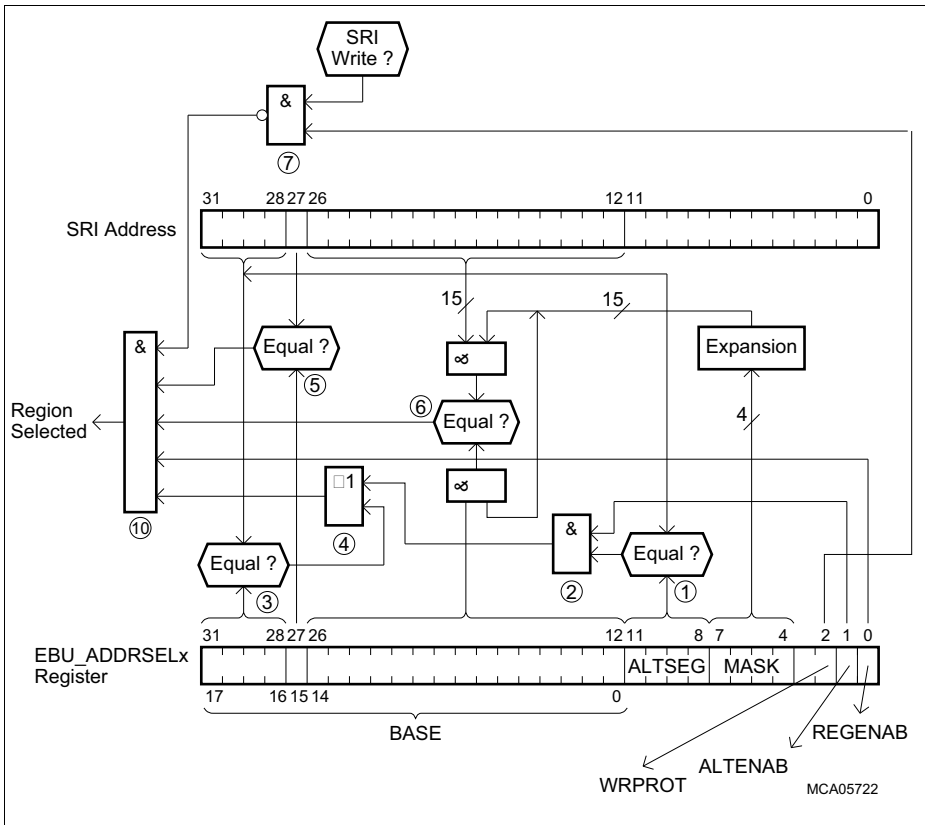 SRI
Write ?
&
⑦
31 28 27 26 12 11 0
SRI Address
15 15
& Equal ? & Expansion
⑤
Region
Selected
⑥ Equal ? 4
□1 &
⑩ ④ &
Equal ? Equal ?
③ ② ①
31 28 27 26 12 11 8 7 4 2 1 0
EBU_ADDRSELx
Register
ALTSEG MASK
17 16 15 14 0
BASE
REGENAB
ALTENAB
WRPROT
MCA05722